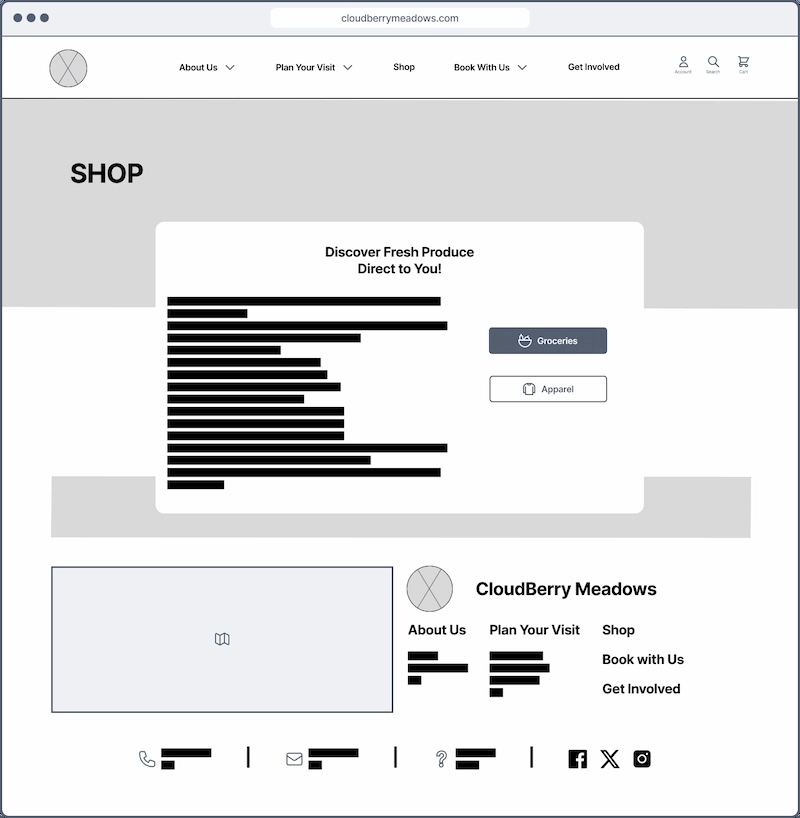 cloudberrymeadows.com
About Us
Plan Your Visit
Shop
Book With Us
Get Involved
Account
Search
Cart
SHOP
Discover Fresh Produce
Direct to You!
Groceries
Apparel
CloudBerry Meadows
About Us
Plan Your Visit
Shop
Book with Us
Get Involved